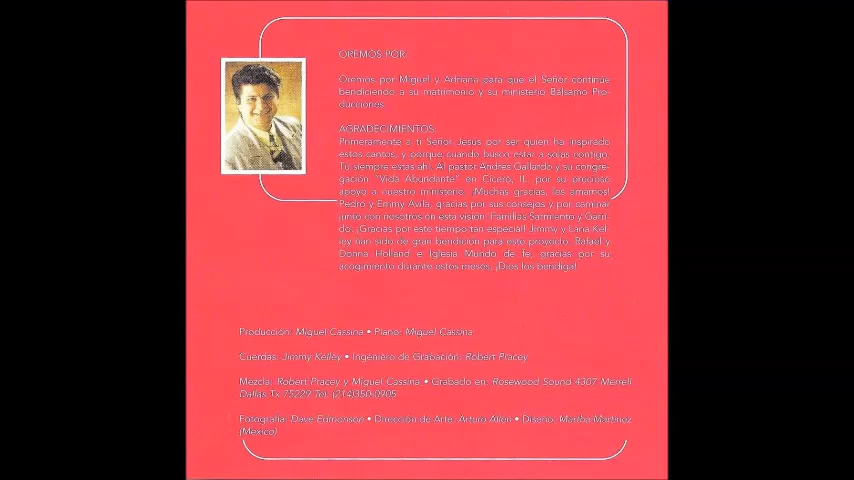 OREMOS POR:
Oremos por Miguel y Adriana para que el Señor continúe
bendiciendo a su matrimonio y su ministerio Bálsamo Pro-
ducciones.
AGRADECIMIENTOS:
Primeramente a ti Señor Jesús por ser quien ha inspirado
estos cantos, y porque cuando busco estar a solas contigo,
Tú siempre estás ahí. Al pastor Andrés Gallardo y su congre-
gación "Vida Abundante" en Cicero, IL. por su precioso
apoyo a nuestro ministerio. ¡Muchas gracias, les amamos!
Pedro y Emmy Avila, gracias por sus consejos y por caminar
junto con nosotros en esta visión. Familias Sarmiento y Garri-
do. ¡Gracias por este tiempo tan especial! Jimmy y Lana Kel-
ley han sido de gran bendición para este proyecto. Rafael y
Donna Holland e Iglesia Mundo de fe, gracias por su
acogimiento durante estos meses. ¡Dios los bendiga!
Producción: Miguel Cassina • Piano: Miguel Cassina
Cuerdas: Jimmy Kelley • Ingeniero de Grabación: Robert Pracey
Mezcla: Robert Pracey y Miguel Cassina • Grabado en: Rosewood Sound 4307 Merrell
Dallas Tx 75229 Tel. (214)350-0905
Fotografía: Dave Edmonson • Dirección de Arte: Arturo Allen • Diseño: Martha Martínez
(México)